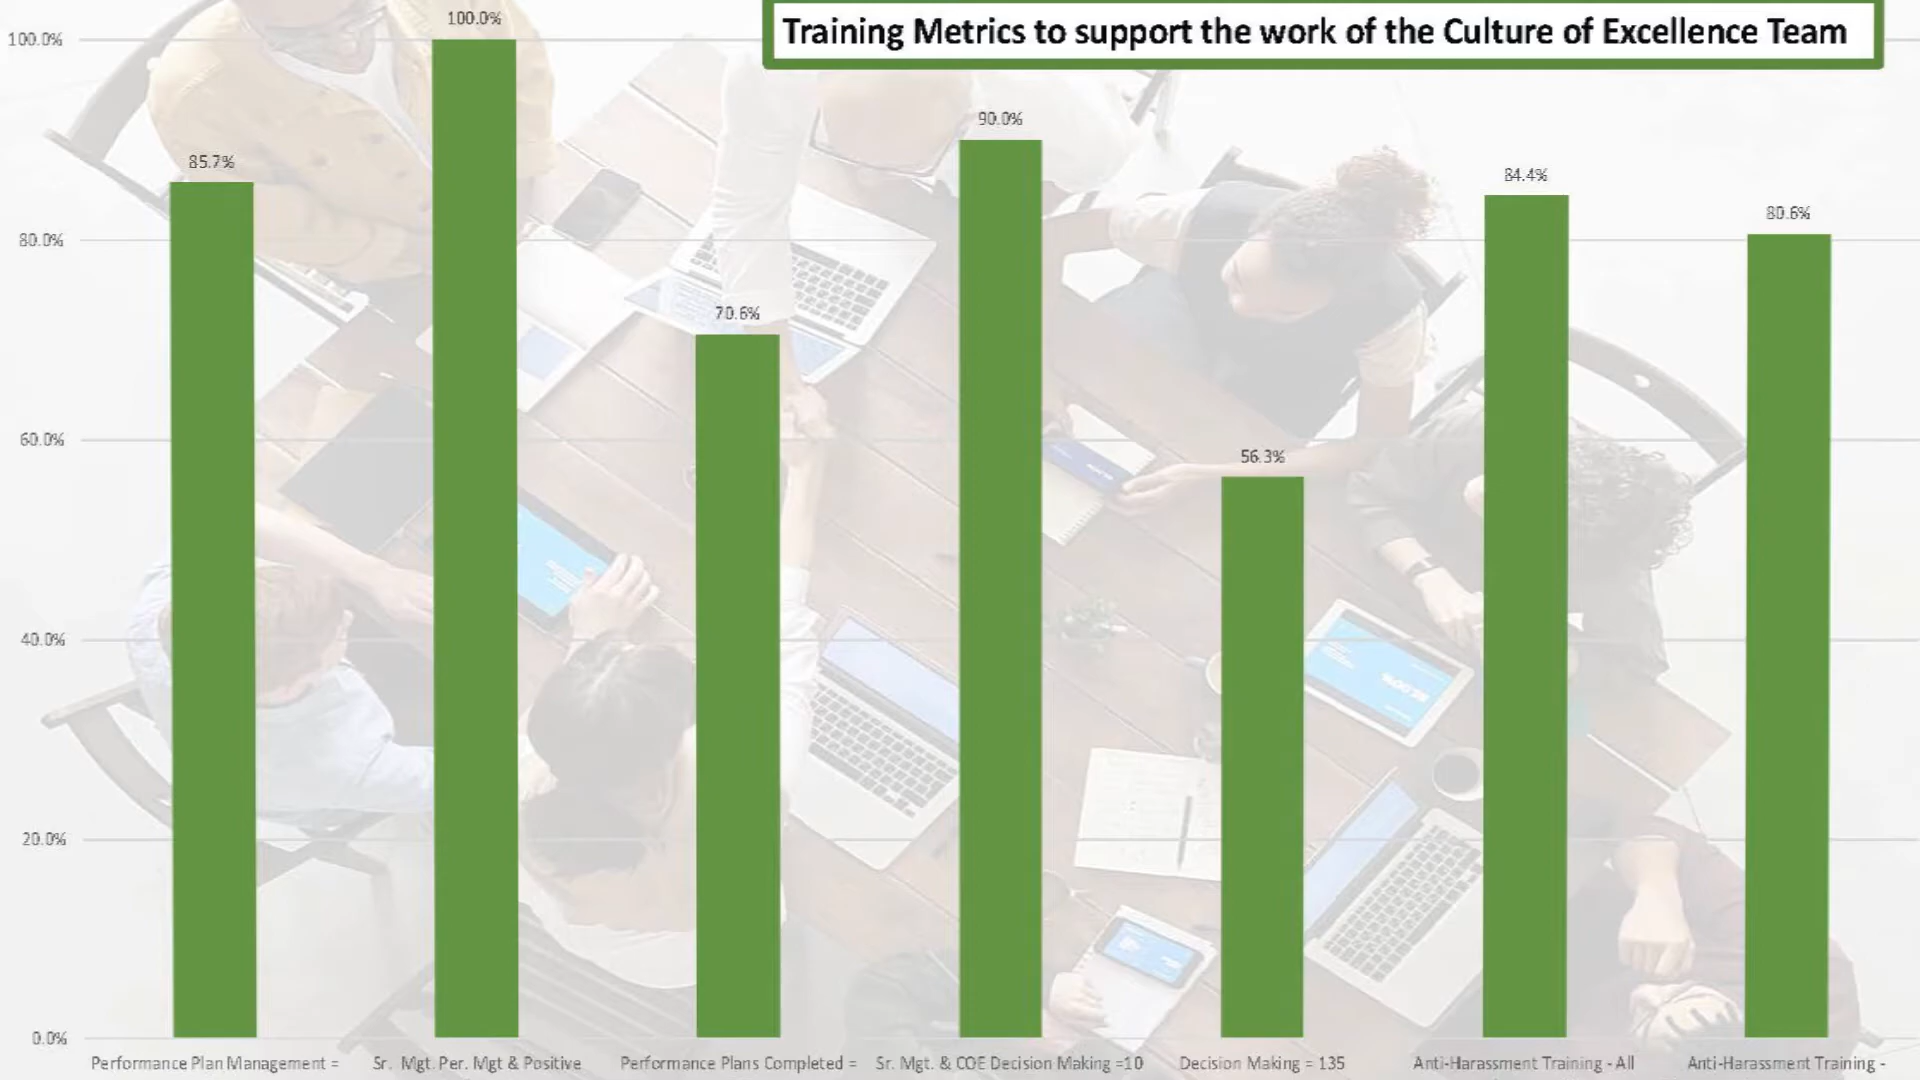 Training Metrics to support the work of the Culture of Excellence Team
100.0%
80.0%
60.0%
40.0%
20.0%
0.0%
85.7%
100.0%
70.6%
90.0%
56.3%
84.4%
80.6%
Performance Plan Management =
Sr. Mgt. Per. Mgt & Positive
Performance Plans Completed =
Sr. Mgt. & COE Decision Making =10
Decision Making = 135
Anti-Harassment Training - All
Anti-Harassment Training -